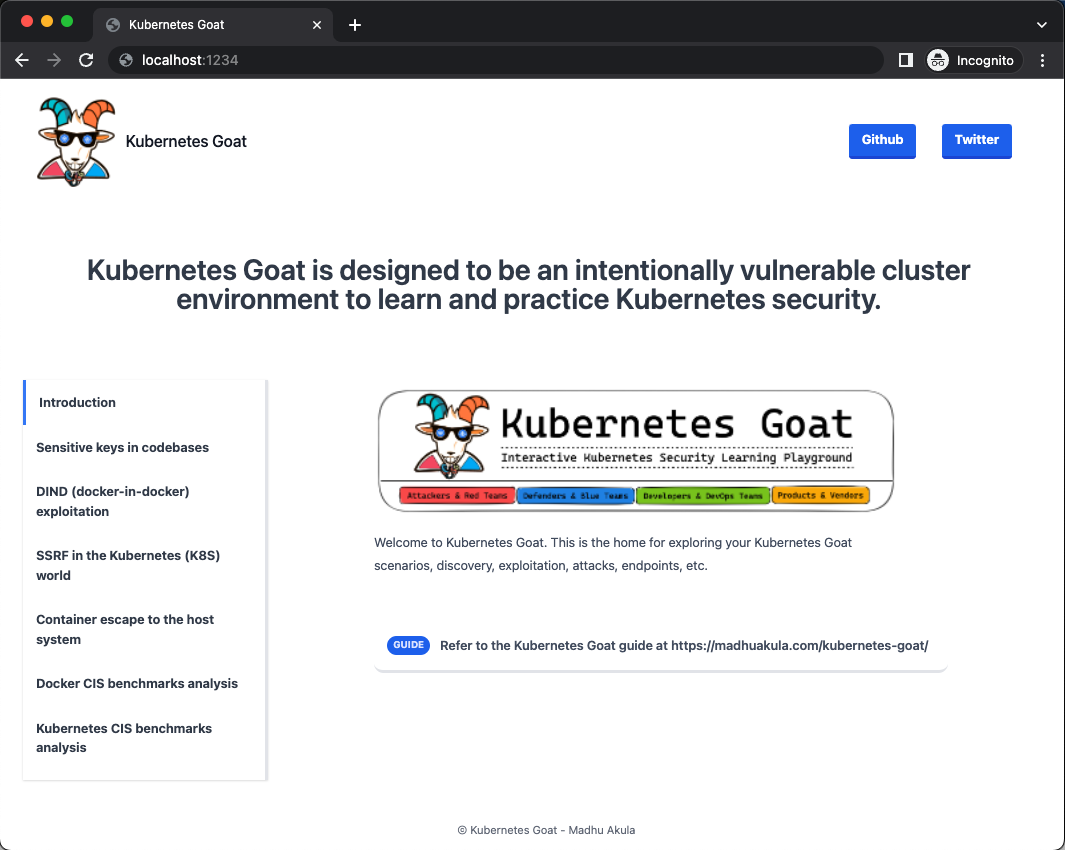 Kubernetes Goat
localhost:1234
Incognito
Kubernetes Goat
Github
Twitter
Kubernetes Goat is designed to be an intentionally vulnerable cluster
environment to learn and practice Kubernetes security.
Introduction
Sensitive keys in codebases
DIND (docker-in-docker)
exploitation
SSRF in the Kubernetes (K8S)
world
Container escape to the host
system
Docker CIS benchmarks analysis
Kubernetes CIS benchmarks
analysis
Kubernetes Goat
Interactive Kubernetes Security Learning Playground
Attackers & Red Teams
Defenders & Blue Teams
Developers & DevOps Teams
Products & Vendors
Welcome to Kubernetes Goat. This is the home for exploring your Kubernetes Goat
scenarios, discovery, exploitation, attacks, endpoints, etc.
GUIDE Refer to the Kubernetes Goat guide at https://madhuakula.com/kubernetes-goat/
© Kubernetes Goat - Madhu Akula